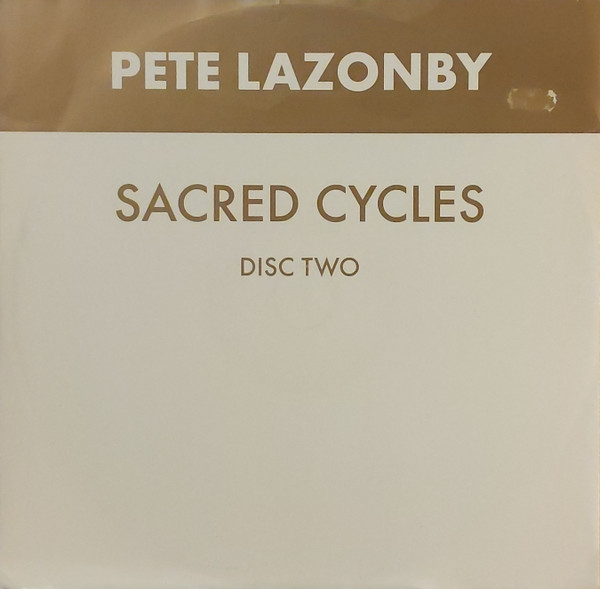 PETE LAZONBY
SACRED CYCLES
DISC TWO